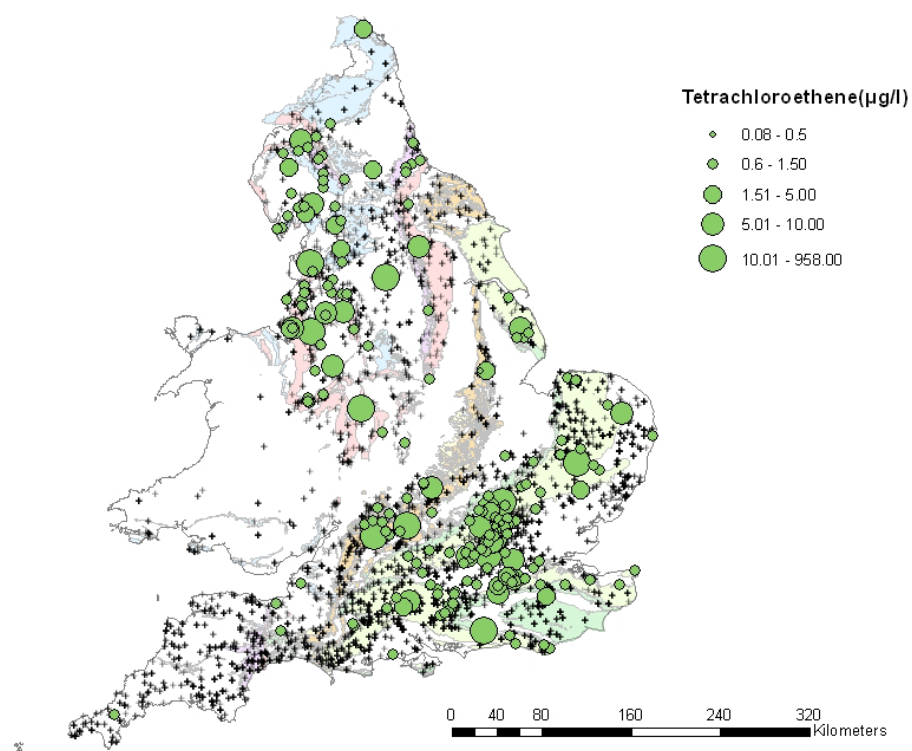 Tetrachloroethene(µg/l)
0.08 - 0.5
0.6 - 1.50
1.51 - 5.00
5.01 - 10.00
10.01 - 958.00
0 40 80 160 240 320
Kilometers